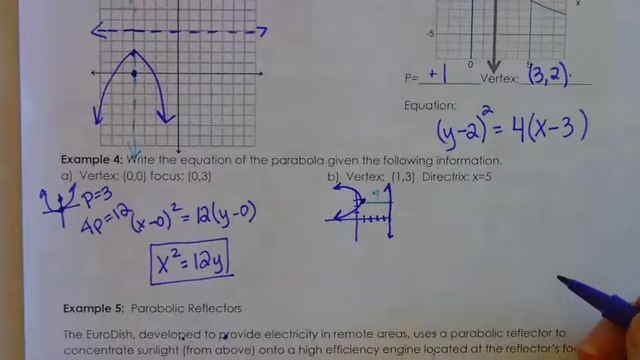 x
-5
0
P= +1 Vertex: (3,2).
Equation:
(y-2)² = 4(x-3)
Example 4: Write the equation of the parabola given the following information.
a) Vertex: (0,0) focus: (0,3)
b) Vertex: (1,3) Directrix: x=5
P=3
4
4p=12 (x-0)² = 12(y-0)
x² = 12y
Example 5: Parabolic Reflectors
The EuroDish, developed to provide electricity in remote areas, uses a parabolic reflector to
concentrate sunlight (from above) onto a high efficiency engine located at the reflector's